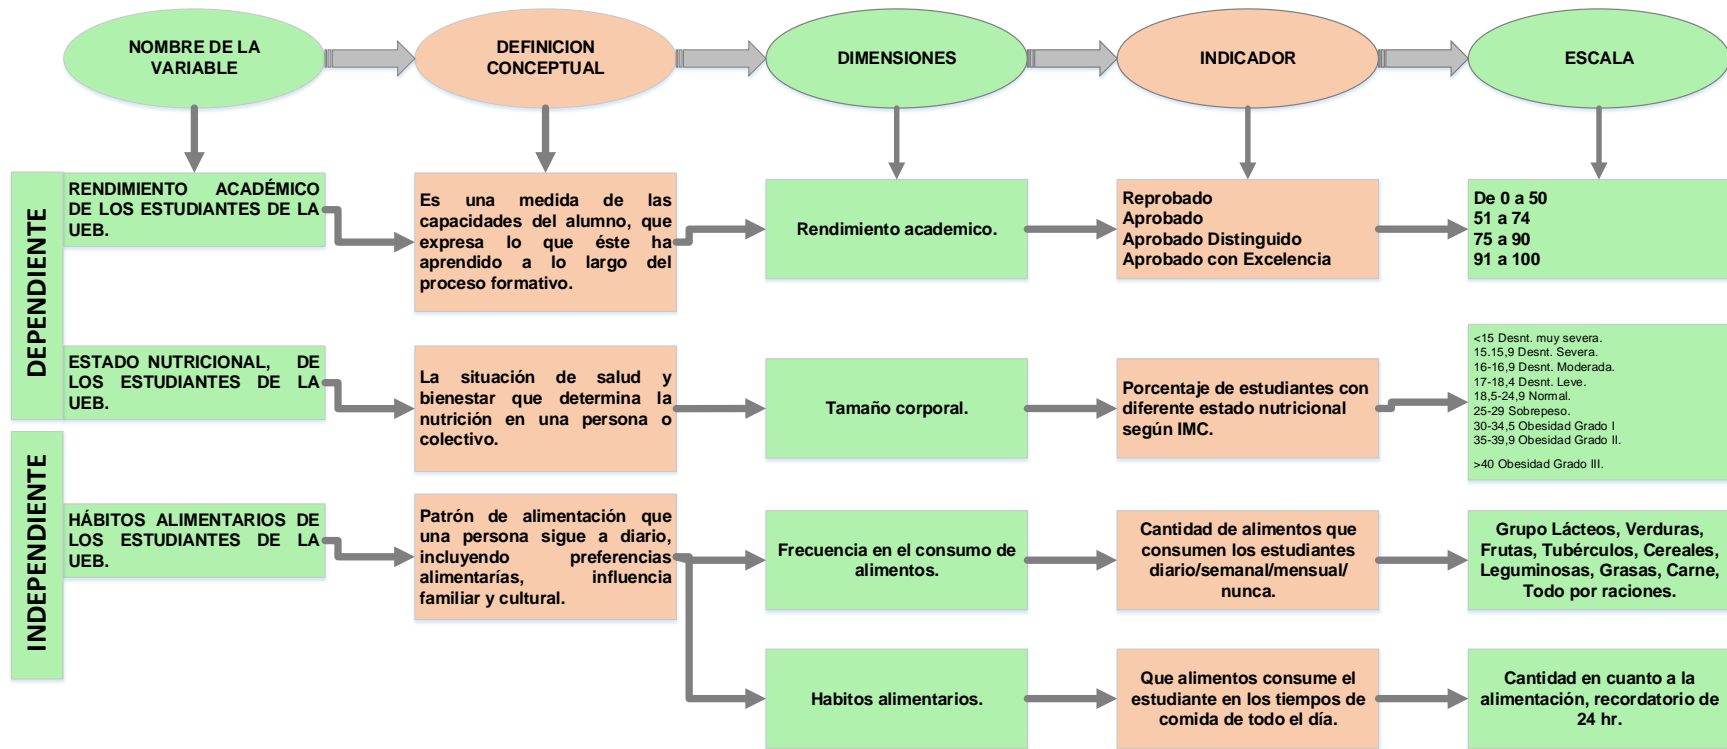 NOMBRE DE LA
VARIABLE
DEFINICION
CONCEPTUAL
DIMENSIONES
INDICADOR
ESCALA
DEPENDIENTE
RENDIMIENTO ACADÉMICO
DE LOS ESTUDIANTES DE LA
UEB.
Es una medida de las
capacidades del alumno, que
expresa lo que éste ha
aprendido a lo largo del
proceso formativo.
Rendimiento academico.
Reprobado
Aprobado
Aprobado Distinguido
Aprobado con Excelencia
De 0 a 50
51 a 74
75 a 90
91 a 100
ESTADO NUTRICIONAL, DE
LOS ESTUDIANTES DE LA
UEB.
La situación de salud y
bienestar que determina la
nutrición en una persona o
colectivo.
Tamaño corporal.
Porcentaje de estudiantes con
diferente estado nutricional
según IMC.
<15 Desnt. muy severa.
15.15,9 Desnt. Severa.
16-16,9 Desnt. Moderada.
17-18,4 Desnt. Leve.
18,5-24,9 Normal.
25-29 Sobrepeso.
30-34,5 Obesidad Grado I
35-39,9 Obesidad Grado II.
>40 Obesidad Grado III.
INDEPENDIENTE
HÁBITOS ALIMENTARIOS DE
LOS ESTUDIANTES DE LA
UEB.
Patrón de alimentación que
una persona sigue a diario,
incluyendo preferencias
alimentarías, influencia
familiar y cultural.
Frecuencia en el consumo de
alimentos.
Cantidad de alimentos que
consumen los estudiantes
diario/semanal/mensual/
nunca.
Grupo Lácteos, Verduras,
Frutas, Tubérculos, Cereales,
Leguminosas, Grasas, Carne,
Todo por raciones.
Habitos alimentarios.
Que alimentos consume el
estudiante en los tiempos de
comida de todo el día.
Cantidad en cuanto a la
alimentación, recordatorio de
24 hr.